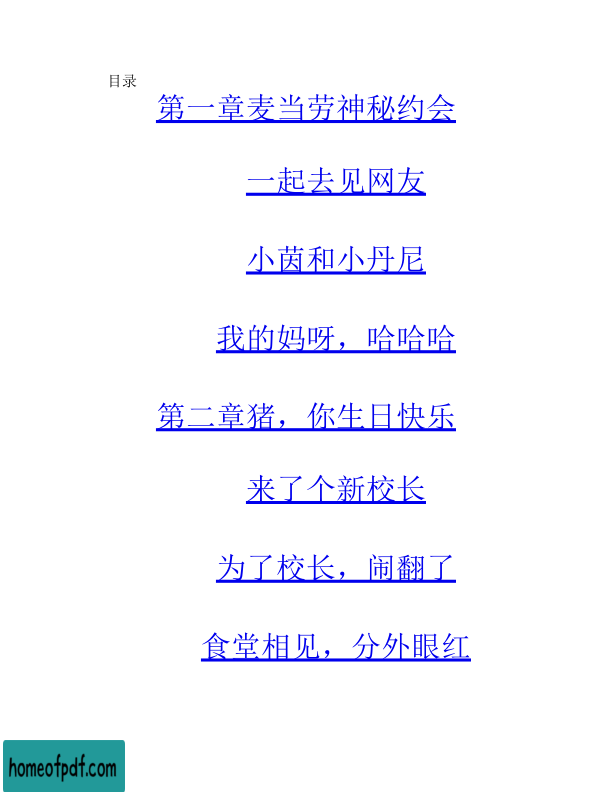 目录
第一章麦当劳神秘约会
一起去见网友
小茵和小丹尼
我的妈呀，哈哈哈
第二章猪，你生日快乐
来了个新校长
为了校长，闹翻了
食堂相见，分外眼红
homeofpdf.com